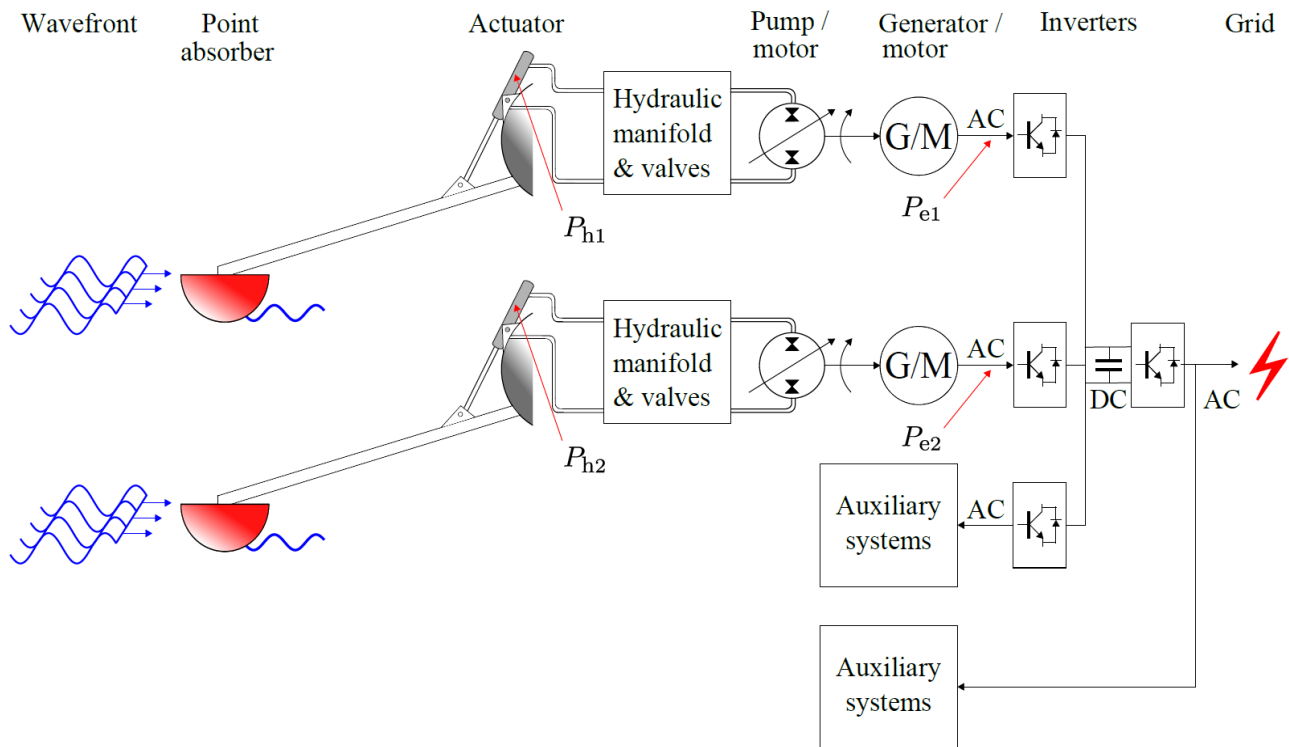 Wavefront
Point
absorber
Actuator
Pump /
motor
Generator /
motor
Inverters
Grid
Hydraulic
manifold
& valves
G/M
AC
P_h1
P_e1
Hydraulic
manifold
& valves
G/M
AC
DC
AC
P_h2
P_e2
Auxiliary
systems
AC
Auxiliary
systems